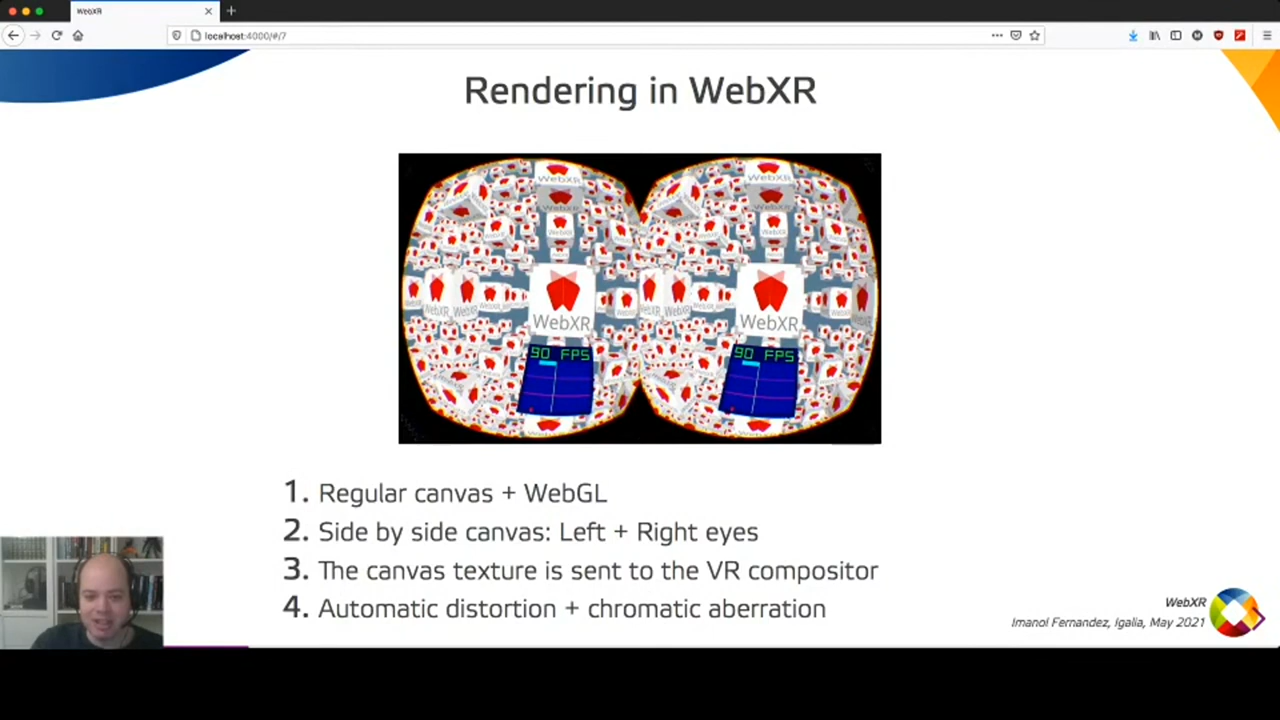 WebXR
localhost:4000/#/7
Rendering in WebXR
WebXR WebXR
WebXR WebXR
90 FPS 90 FPS
1. Regular canvas + WebGL
2. Side by side canvas: Left + Right eyes
3. The canvas texture is sent to the VR compositor
4. Automatic distortion + chromatic aberration
WebXR
Imanol Fernandez, Igalia, May 2021